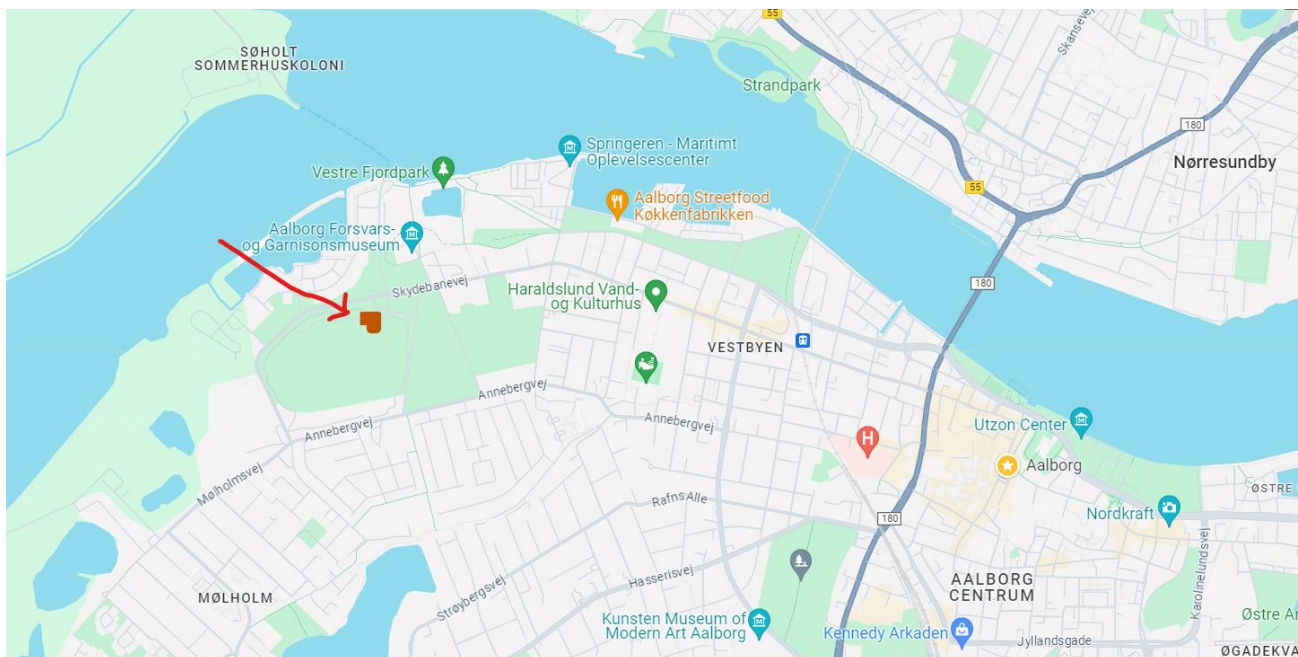 55
SØHOLT
SOMMERHUSKOLONI
Skansevej
Strandpark
180
Springeren - Maritimt
Oplevelsescenter
Nørresundby
Vestre Fjordpark
55
Aalborg Streetfood
Køkkenfabrikken
Aalborg Forsvars-
og Garnisonsmuseum
Skydebanevej
180
Haraldslund Vand-
og Kulturhus
VESTBYEN
Annebergvej
Annebergvej
Annebergvej
Utzon Center
H
Aalborg
Mølholmsvej
ØSTRE
Rafns Alle
Nordkraft
180
Karolinelundsvej
Hasserisvej
AALBORG
CENTRUM
MØLHOLM
Strøybergsvej
Østre An
Kunsten Museum of
Modern Art Aalborg
Kennedy Arkaden
Jyllandsgade
ØGADEKVA